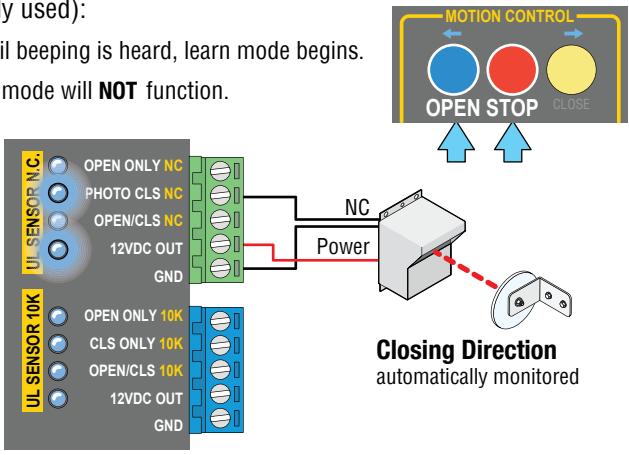 ly used):
il beeping is heard, learn mode begins.
mode will NOT function.
MOTION CONTROL
OPEN STOP CLOSE
UL SENSOR N.C.
OPEN ONLY NC
PHOTO CLS NC
OPEN/CLS NC
12VDC OUT
GND
NC
Power
UL SENSOR 10K
OPEN ONLY 10K
CLS ONLY 10K
OPEN/CLS 10K
12VDC OUT
GND
Closing Direction
automatically monitored